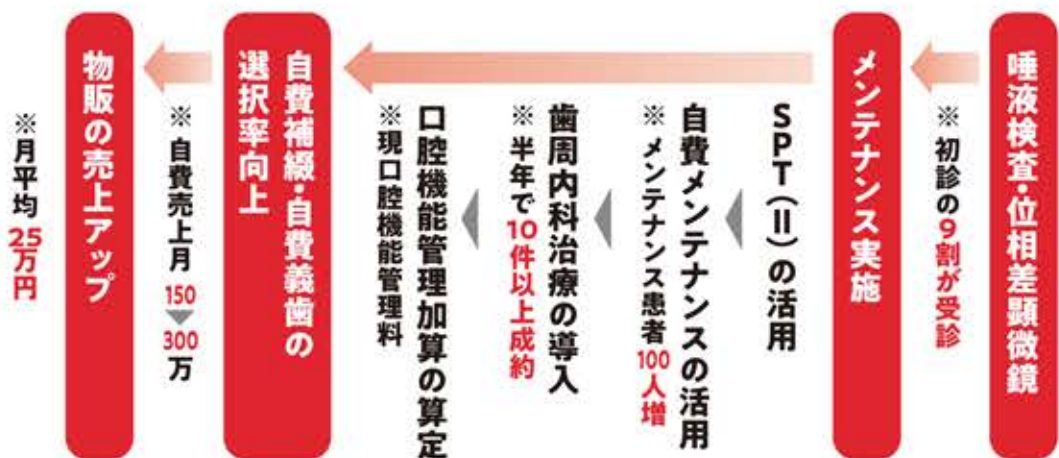 唾液検査・位相差顕微鏡
※初診の9割が受診
メンテナンス実施
SPT(Ⅱ)の活用
自費メンテナンスの活用
※メンテナンス患者100人増
歯周内科治療の導入
※半年で10件以上成約
口腔機能管理加算の算定
※現口腔機能管理料
自費補綴・自費義歯の
選択率向上
※自費売上月150▼300万
物販の売上アップ
※月平均25万円